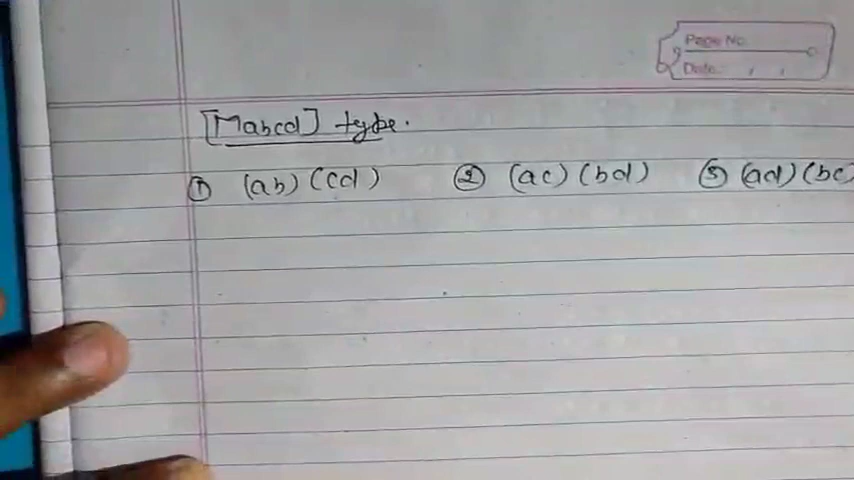 Page No.
Date: / /
[Mabcd] type.
① (ab) (cd) ② (ac) (bd) ③ (ad) (bc)